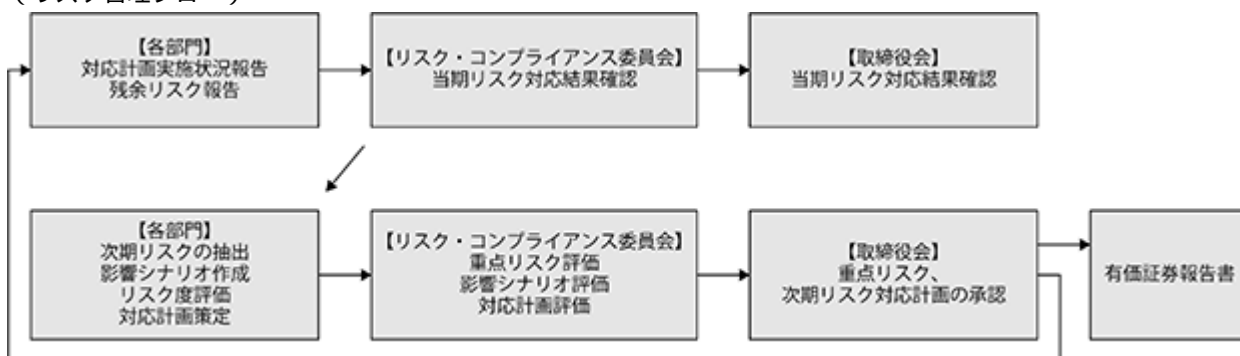 (リスク管理フロー)
【各部門】
対応計画実施状況報告
残余リスク報告
【リスク・コンプライアンス委員会】
当期リスク対応結果確認
【取締役会】
当期リスク対応結果確認
【各部門】
次期リスクの抽出
影響シナリオ作成
リスク度評価
対応計画策定
【リスク・コンプライアンス委員会】
重点リスク評価
影響シナリオ評価
対応計画評価
【取締役会】
重点リスク、
次期リスク対応計画の承認
有価証券報告書